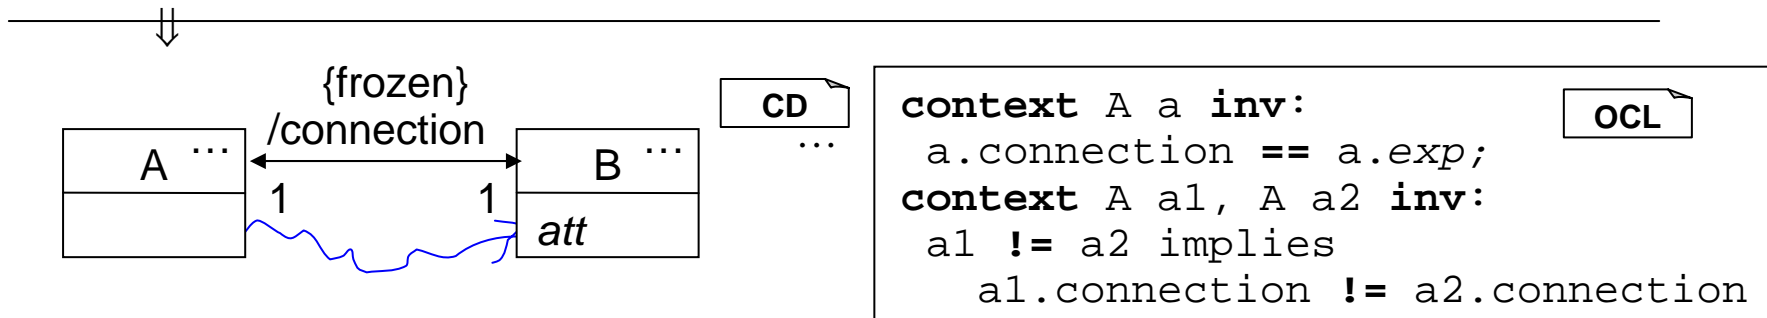 ⇓
{frozen}
/connection
A ...
B ...
1 1
att
CD
...
context A a inv:
a.connection == a.exp;
context A a1, A a2 inv:
a1 != a2 implies
a1.connection != a2.connection
OCL